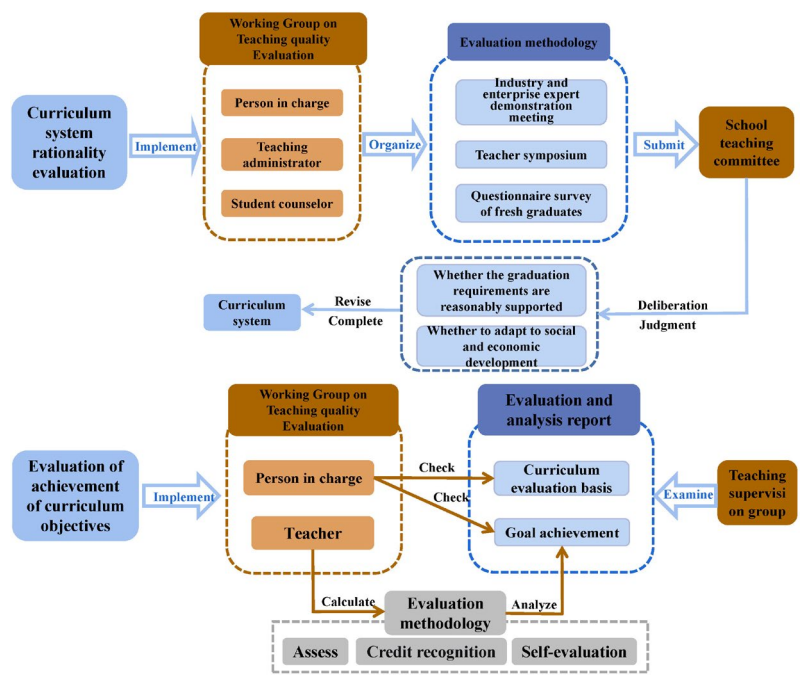 Working Group on
Teaching quality
Evaluation
Evaluation methodology
Person in charge
Industry and
enterprise expert
demonstration
meeting
Curriculum
system
rationality
evaluation
Implement
Teaching
administrator
Organize
Teacher symposium
Submit
School
teaching
committee
Student counselor
Questionnaire survey
of fresh graduates
Whether the graduation
requirements are
reasonably supported
Curriculum
system
Revise
Complete
Deliberation
Judgment
Whether to adapt to social
and economic
development
Working Group on
Teaching quality
Evaluation
Evaluation and
analysis report
Evaluation of
achievement
of curriculum
objectives
Implement
Person in charge
Check
Check
Curriculum
evaluation basis
Examine
Teaching
supervisi
on group
Teacher
Goal achievement
Calculate
Evaluation
methodology
Analyze
Assess
Credit recognition
Self-evaluation